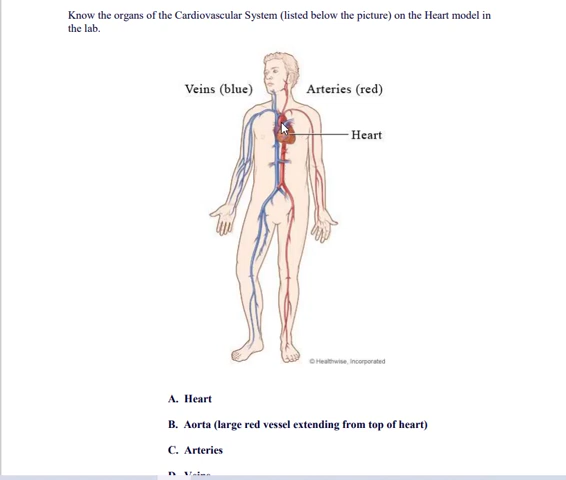 Know the organs of the Cardiovascular System (listed below the picture) on the Heart model in
the lab.
Veins (blue)
Arteries (red)
Heart
© Healthwise, Incorporated
A. Heart
B. Aorta (large red vessel extending from top of heart)
C. Arteries